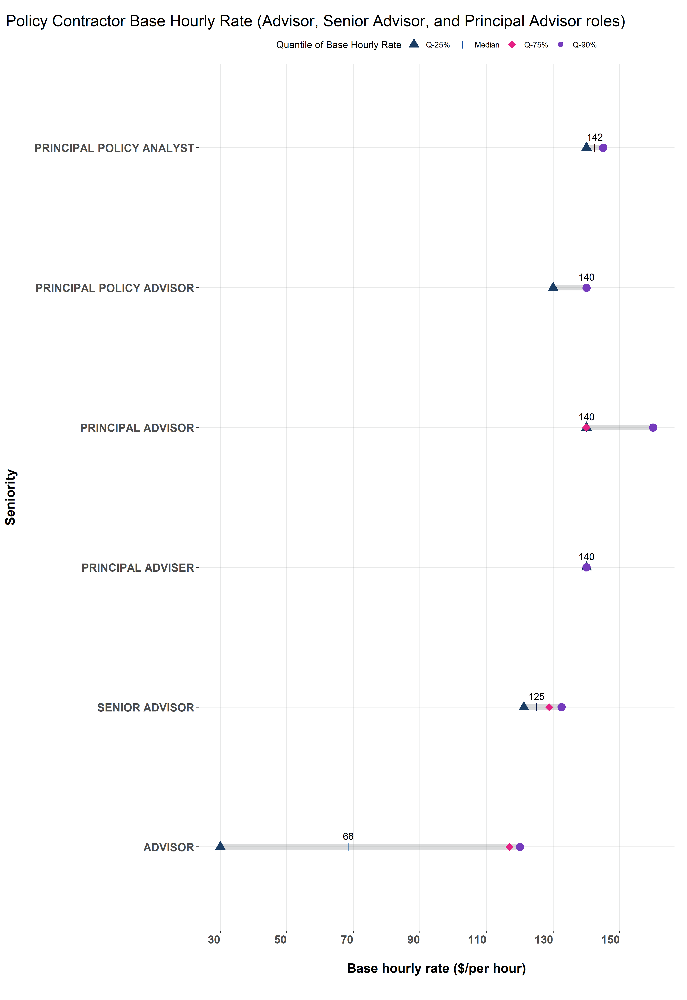 Policy Contractor Base Hourly Rate (Advisor, Senior Advisor, and Principal Advisor roles)
Quantile of Base Hourly Rate Q-25% Median Q-75% Q-90%
142
PRINCIPAL POLICY ANALYST
140
PRINCIPAL POLICY ADVISOR
140
PRINCIPAL ADVISOR
Seniority
140
PRINCIPAL ADVISER
125
SENIOR ADVISOR
68
ADVISOR
30 50 70 90 110 130 150
Base hourly rate ($/per hour)